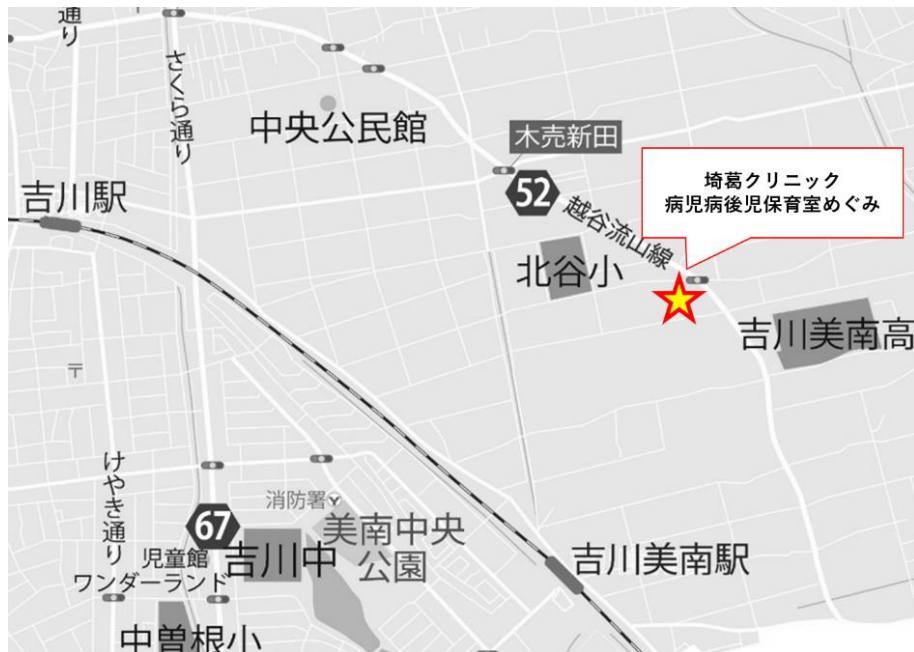 通り
さくら通り
中央公民館
木売新田
埼葛クリニック
病児病後児保育室めぐみ
吉川駅
52
越谷流山線
北谷小
吉川美南高
〒
けやき通り
消防署
67
児童館
ワンダーランド
吉川中
美南中央
公園
吉川美南駅
中曽根小